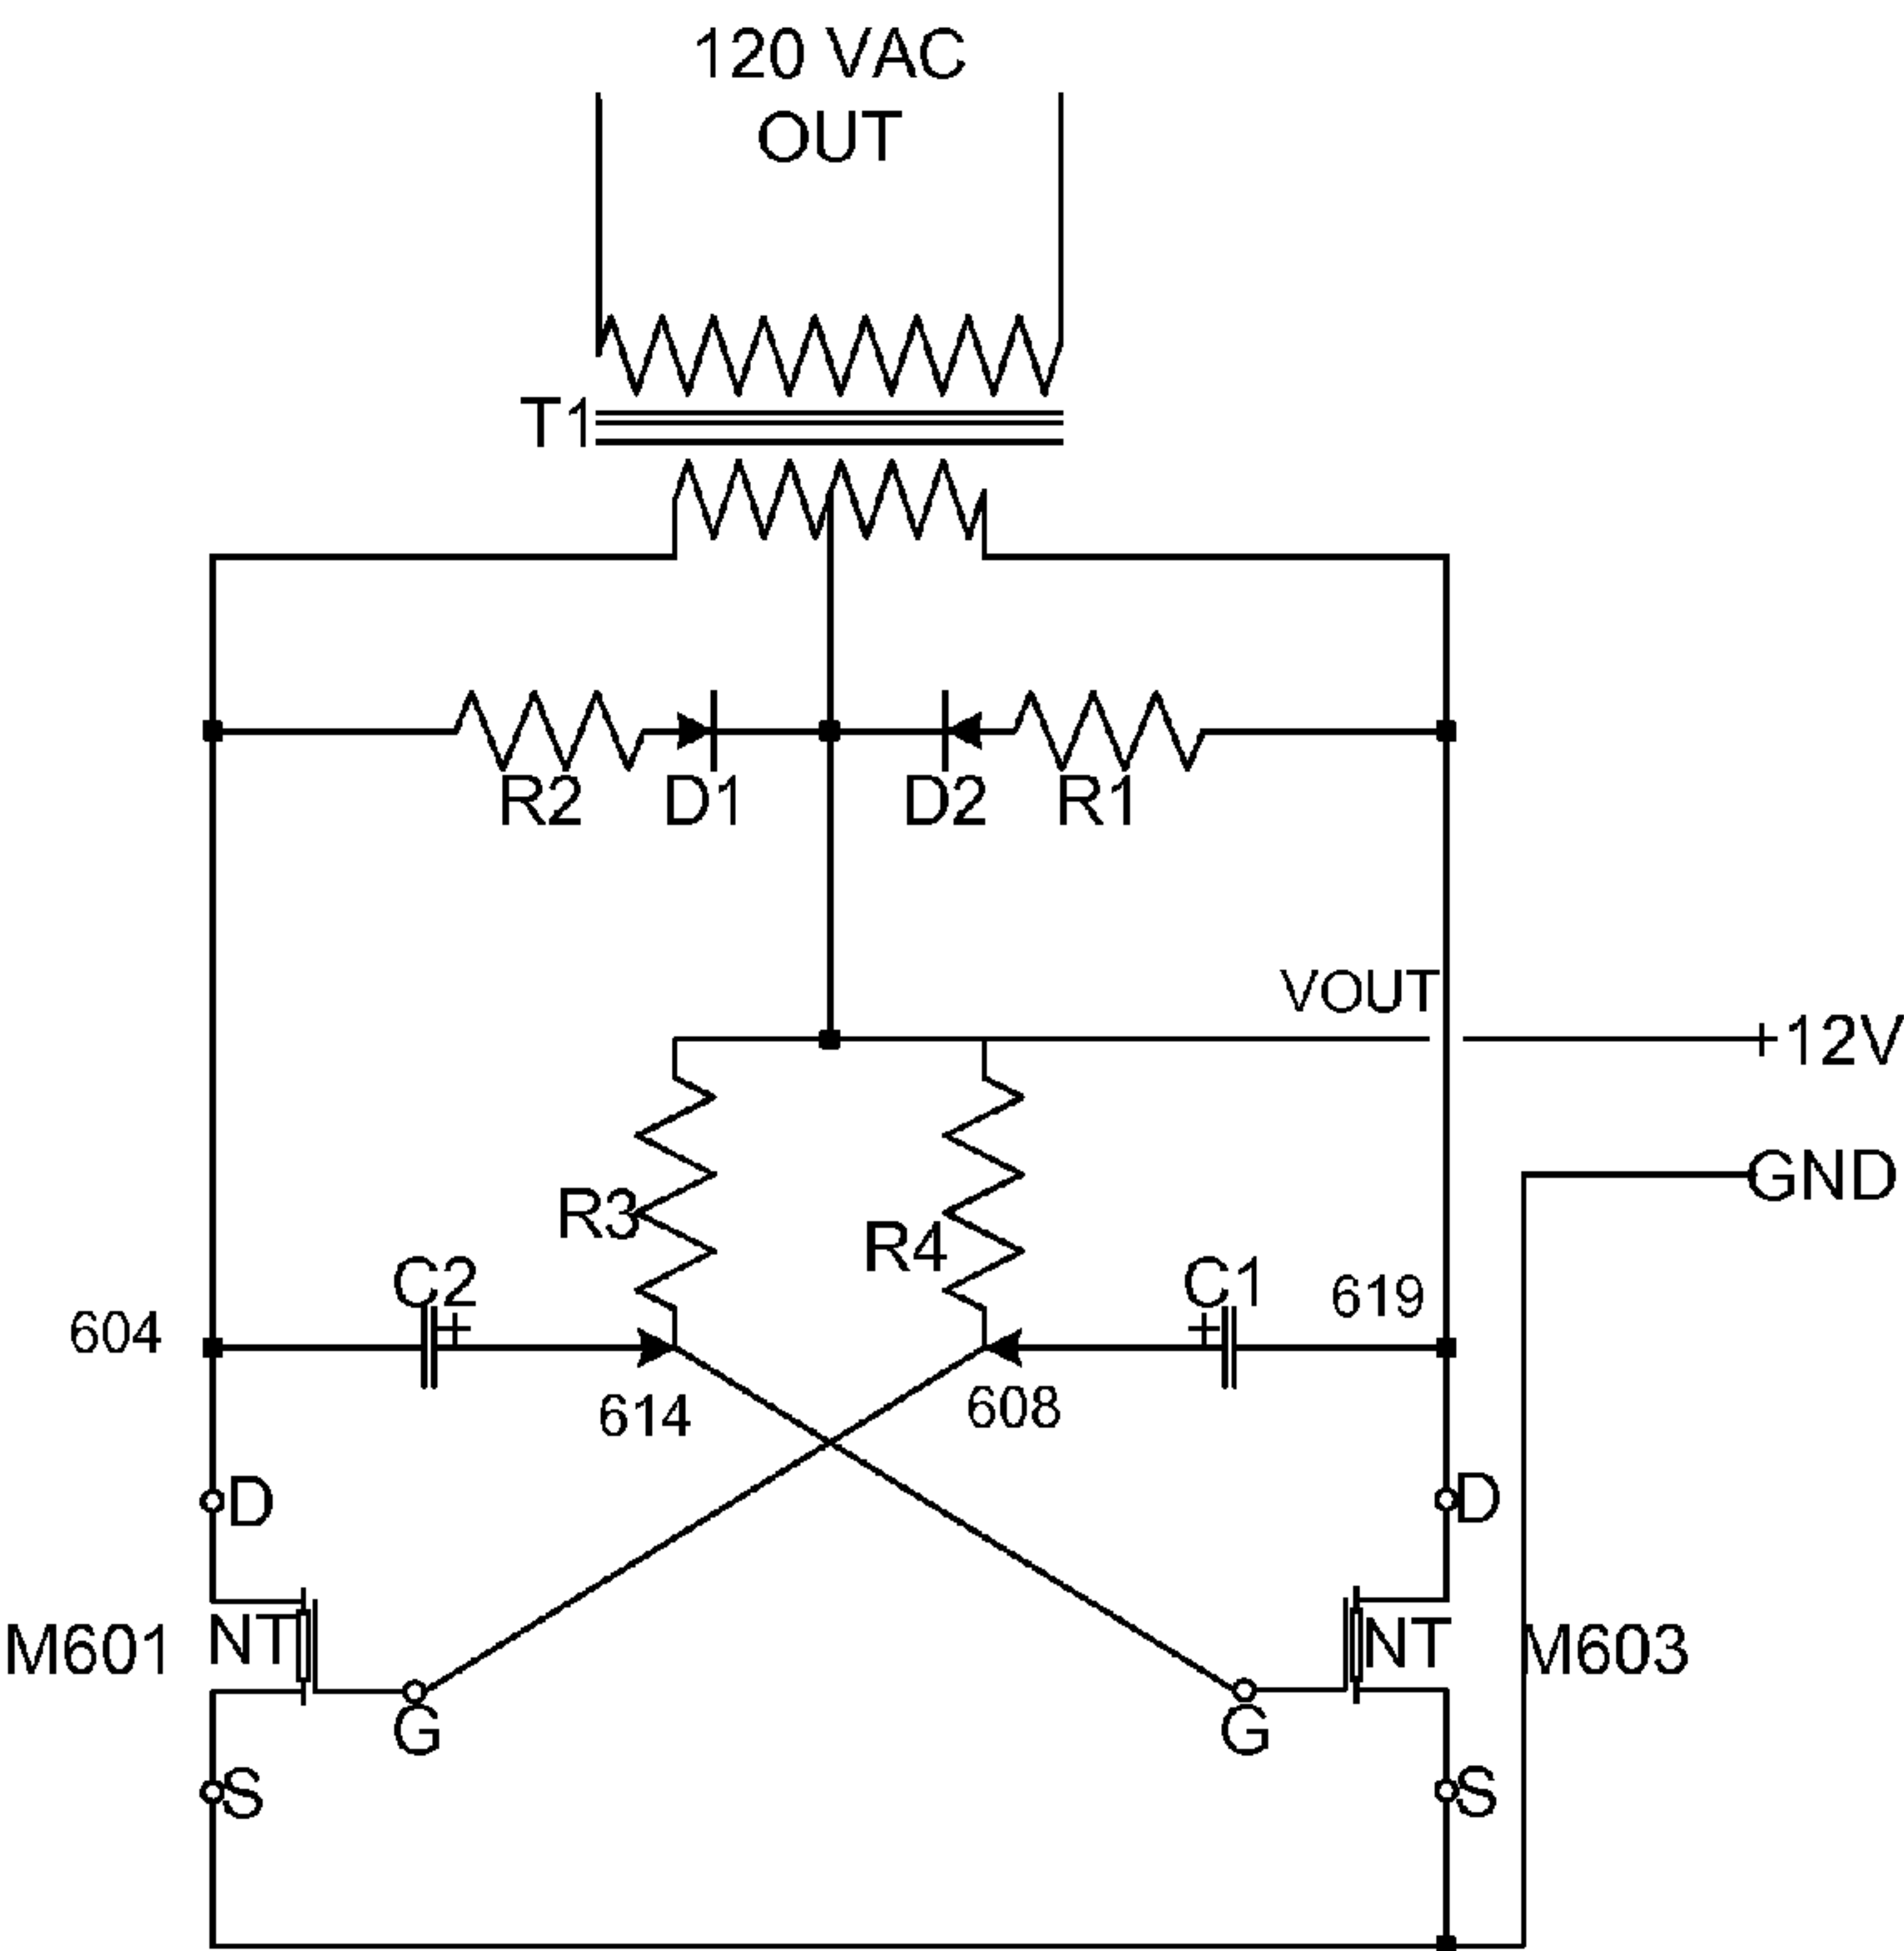 120 VAC
OUT
T1
R2
D1
D2
R1
VOUT
+12V
GND
R3
R4
C2
+
C1
+
604
619
614
608
D
D
M601
NT
NT
M603
G
G
S
S